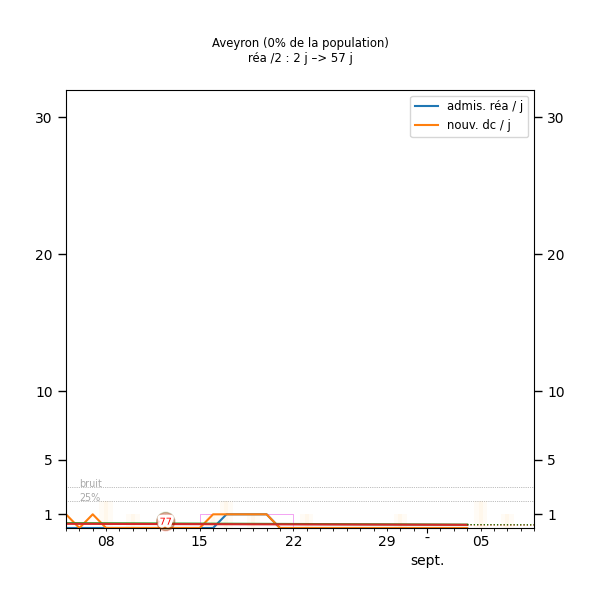 Aveyron (0% de la population)
réa /2 : 2 j –> 57 j
admis. réa / j
nouv. dc / j
30 30
20 20
10 10
5 5
bruit
25%
1 77 1
08 15 22 29 - 05
sept.